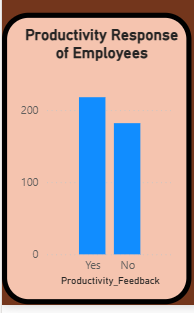 Productivity Response
of Employees
200
100
0
Yes No
Productivity_Feedback